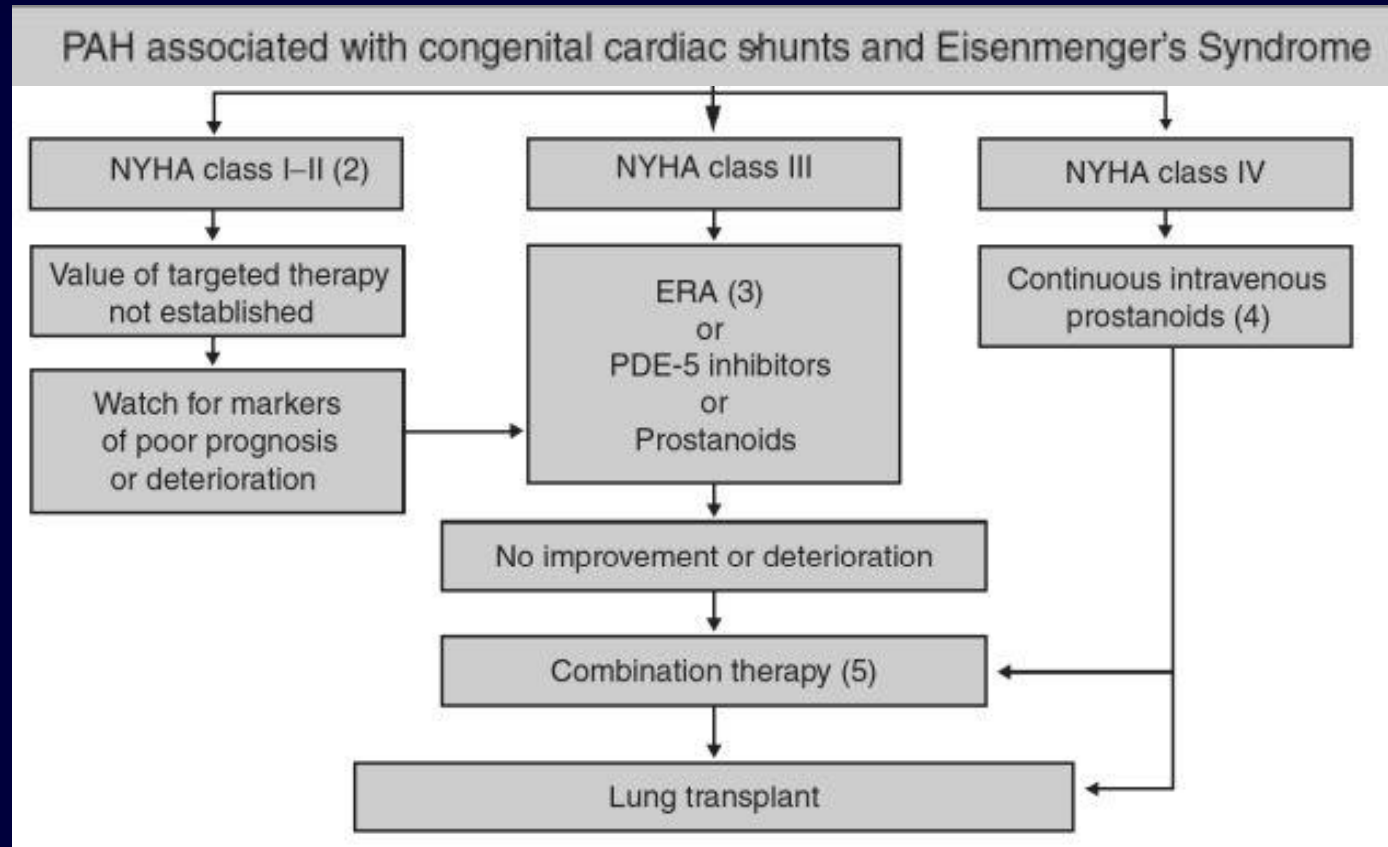 PAH associated with congenital cardiac shunts and Eisenmenger's Syndrome
NYHA class I–II (2)
NYHA class III
NYHA class IV
Value of targeted therapy
not established
ERA (3)
or
PDE-5 inhibitors
or
Prostanoids
Continuous intravenous
prostanoids (4)
Watch for markers
of poor prognosis
or deterioration
No improvement or deterioration
Combination therapy (5)
Lung transplant